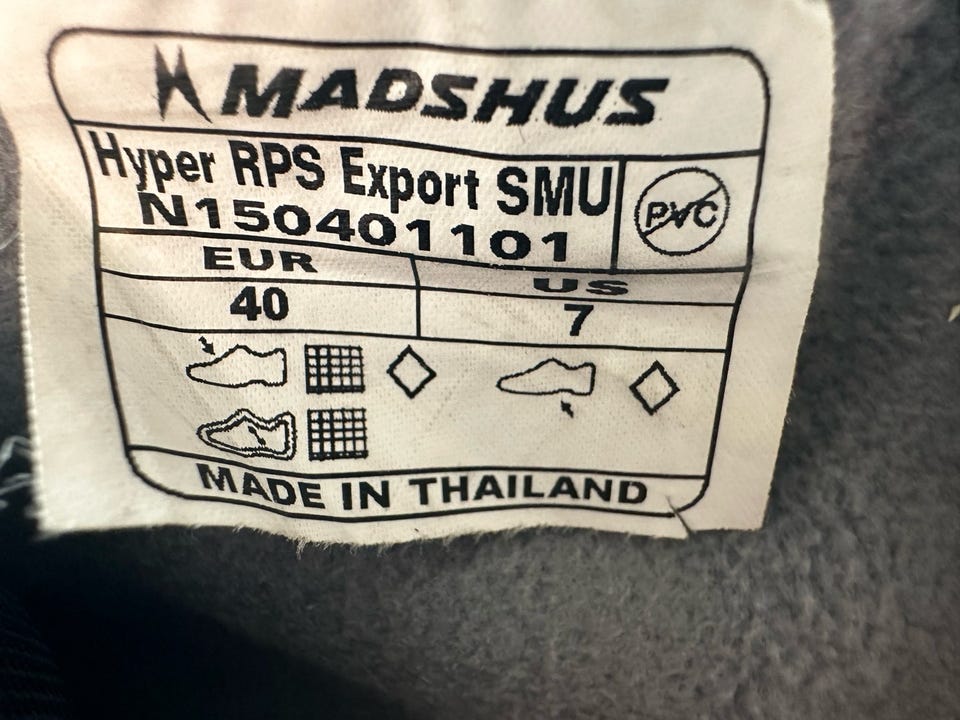 MADSHUS
Hyper RPS Export SMU
N150401101
PVC
EUR
US
40
7
MADE IN THAILAND